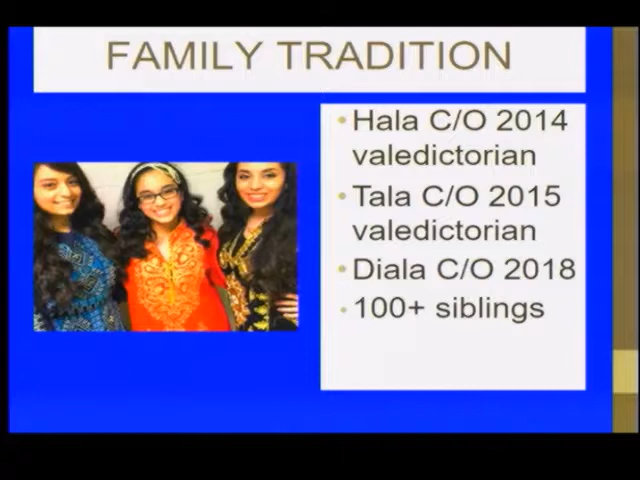 FAMILY TRADITION
•Hala C/O 2014
valedictorian
•Tala C/O 2015
valedictorian
•Diala C/O 2018
•100+ siblings